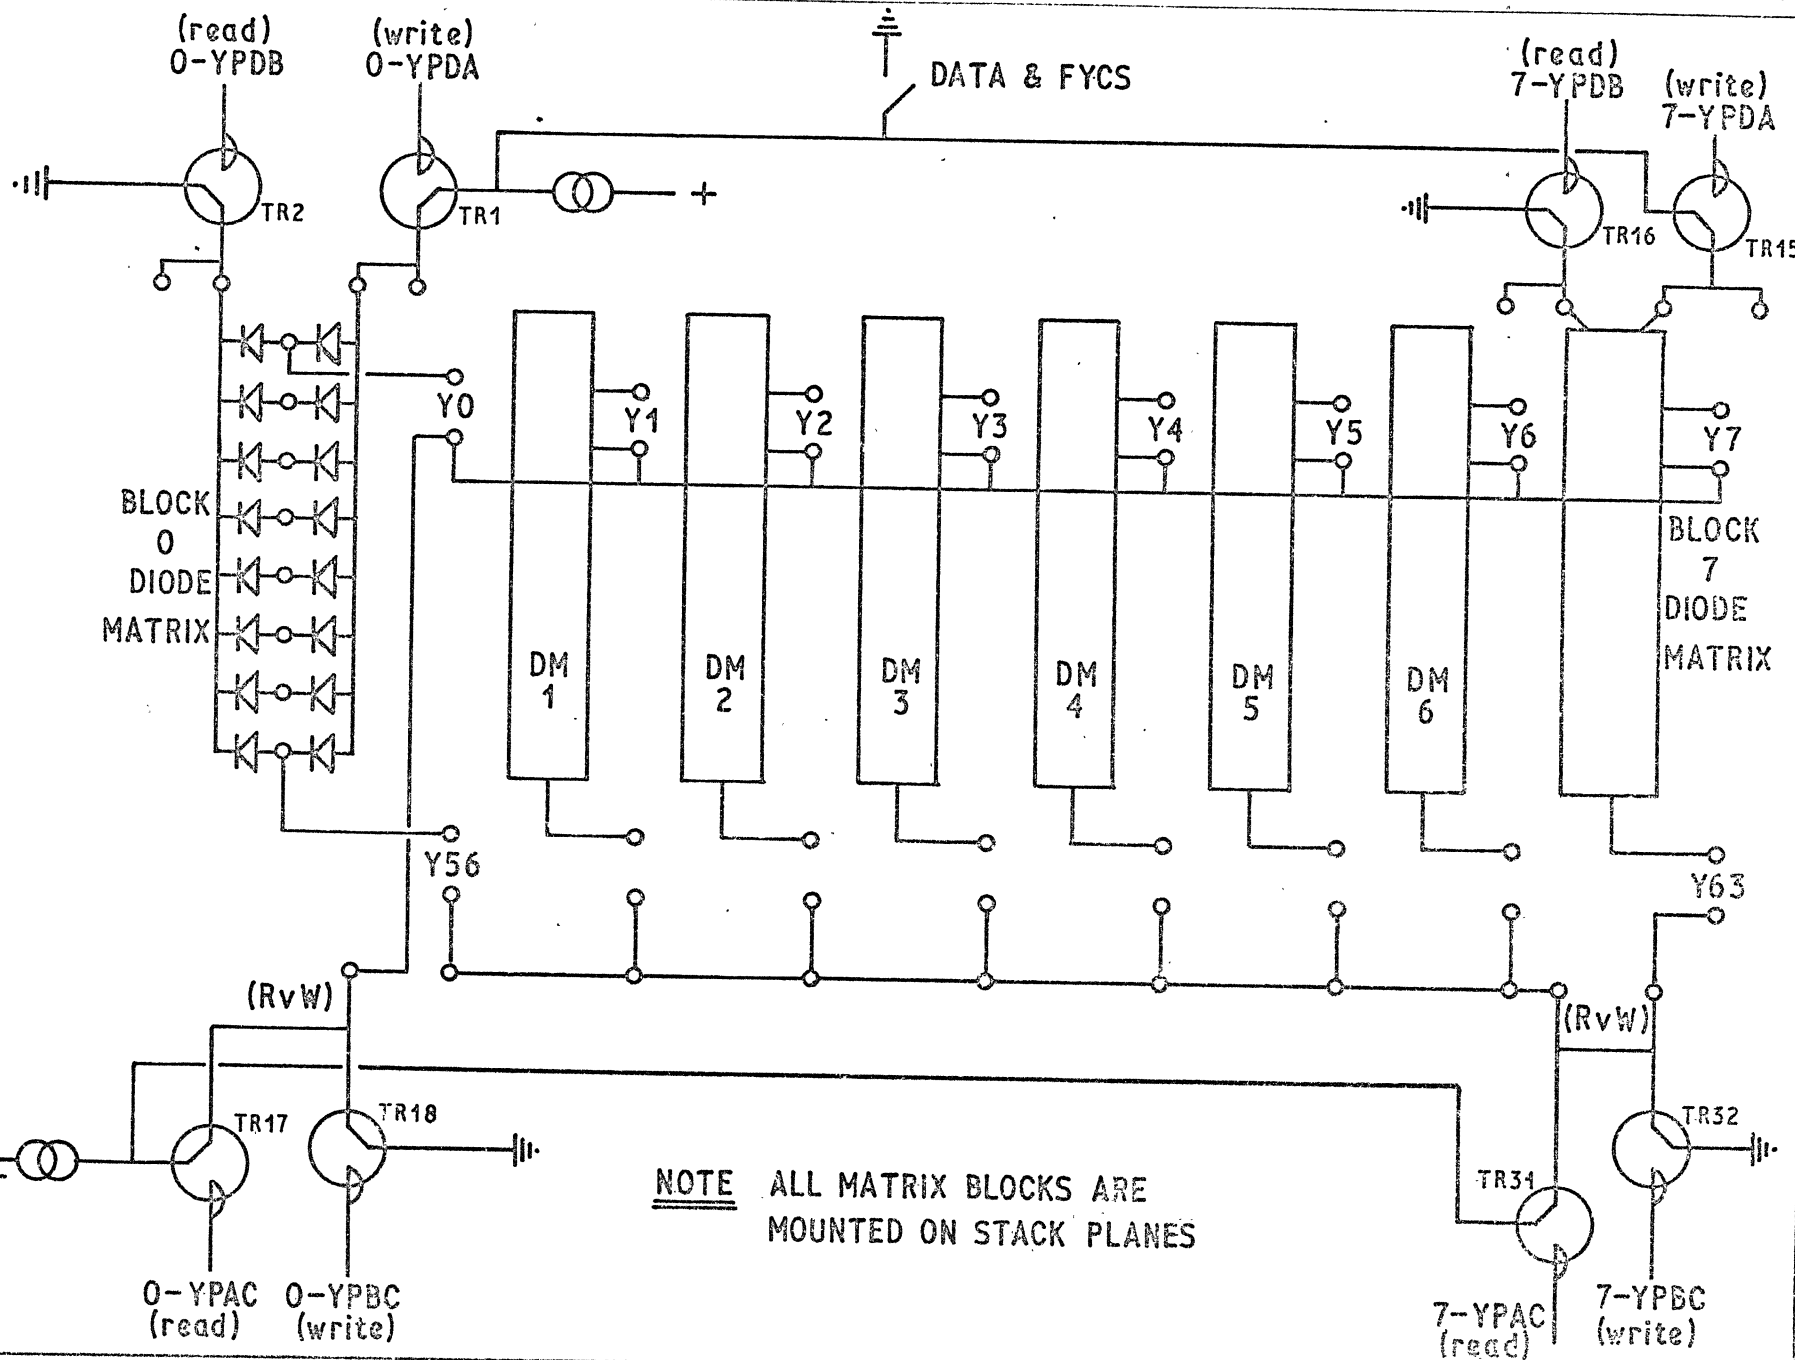 (read)
0-YPDB
(write)
0-YPDA
DATA & FYCS
(read)
7-YPDB
(write)
7-YPDA
TR2
TR1
+
TR16
TR15
Y0
Y1
Y2
Y3
Y4
Y5
Y6
Y7
BLOCK
0
DIODE
MATRIX
BLOCK
7
DIODE
MATRIX
DM
1
DM
2
DM
3
DM
4
DM
5
DM
6
Y56
Y63
(RvW)
(RvW)
TR17
TR18
TR31
TR32
NOTE ALL MATRIX BLOCKS ARE
MOUNTED ON STACK PLANES
0-YPAC
(read)
0-YPBC
(write)
7-YPAC
(read)
7-YPBC
(write)